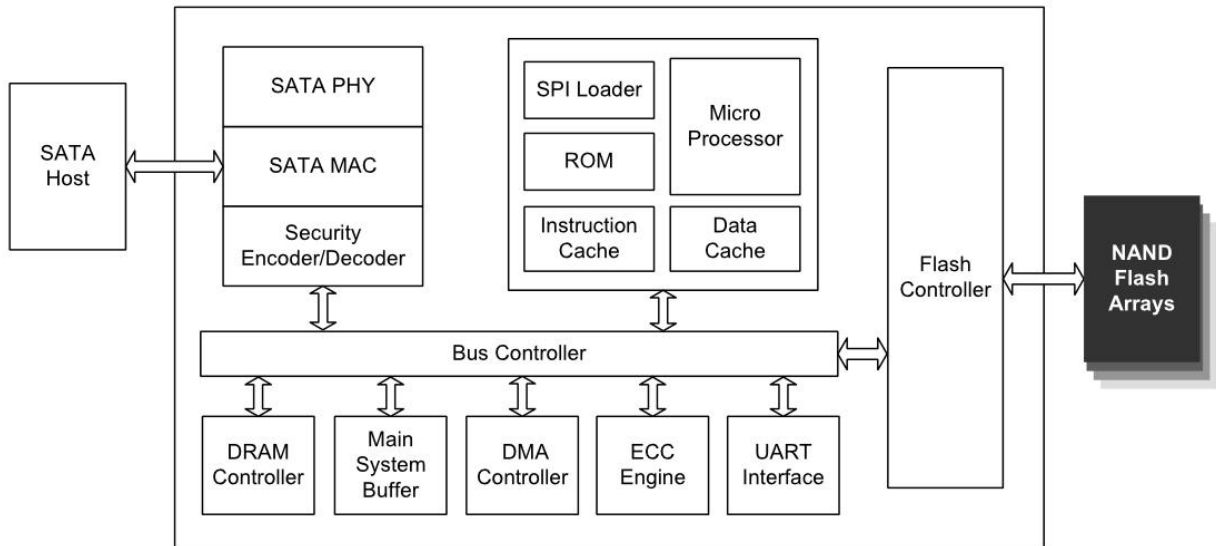 SATA
Host
SATA PHY
SATA MAC
Security
Encoder/Decoder
SPI Loader
ROM
Instruction
Cache
Micro
Processor
Data
Cache
Flash
Controller
NAND
Flash
Arrays
Bus Controller
DRAM
Controller
Main
System
Buffer
DMA
Controller
ECC
Engine
UART
Interface